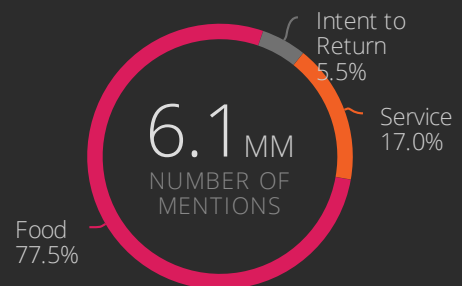 Intent to
Return
5.5%
Service
17.0%
6.1 MM
NUMBER OF
MENTIONS
Food
77.5%